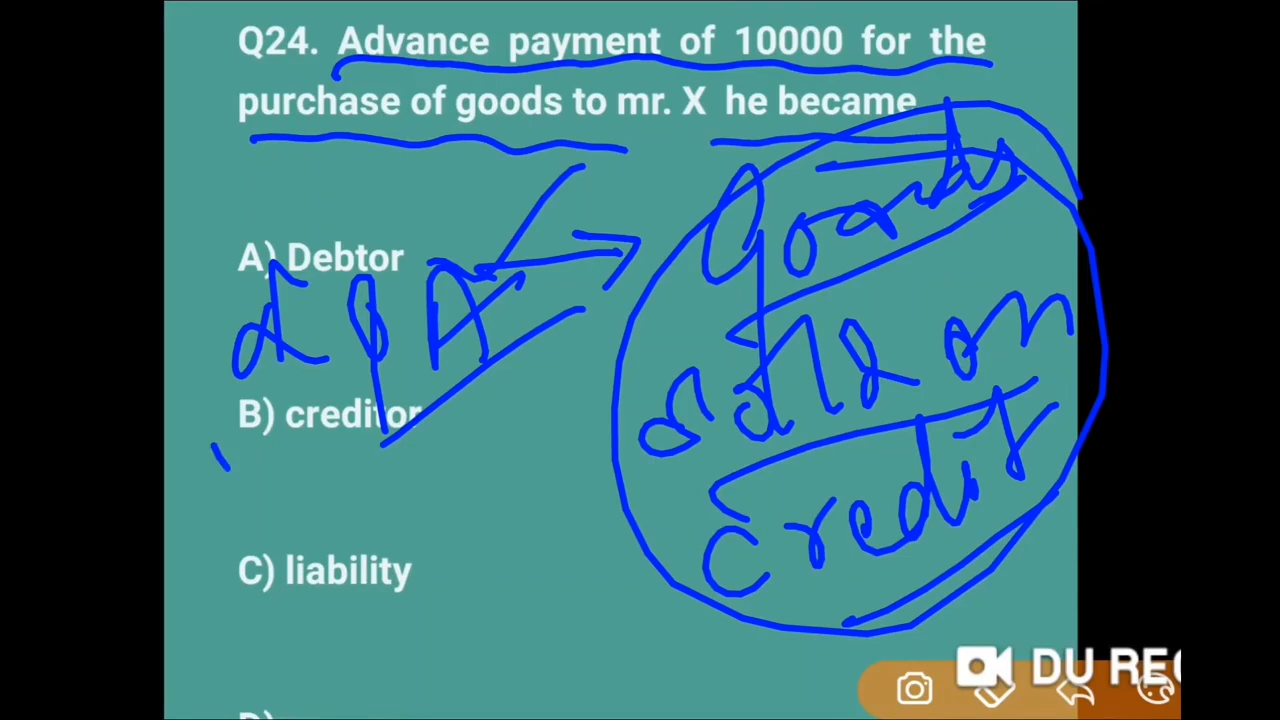 Q24. Advance payment of 10000 for the
purchase of goods to mr. X he became
Goods
A) Debtor
sold on
B) creditor
credit
C) liability
D)
DU REC